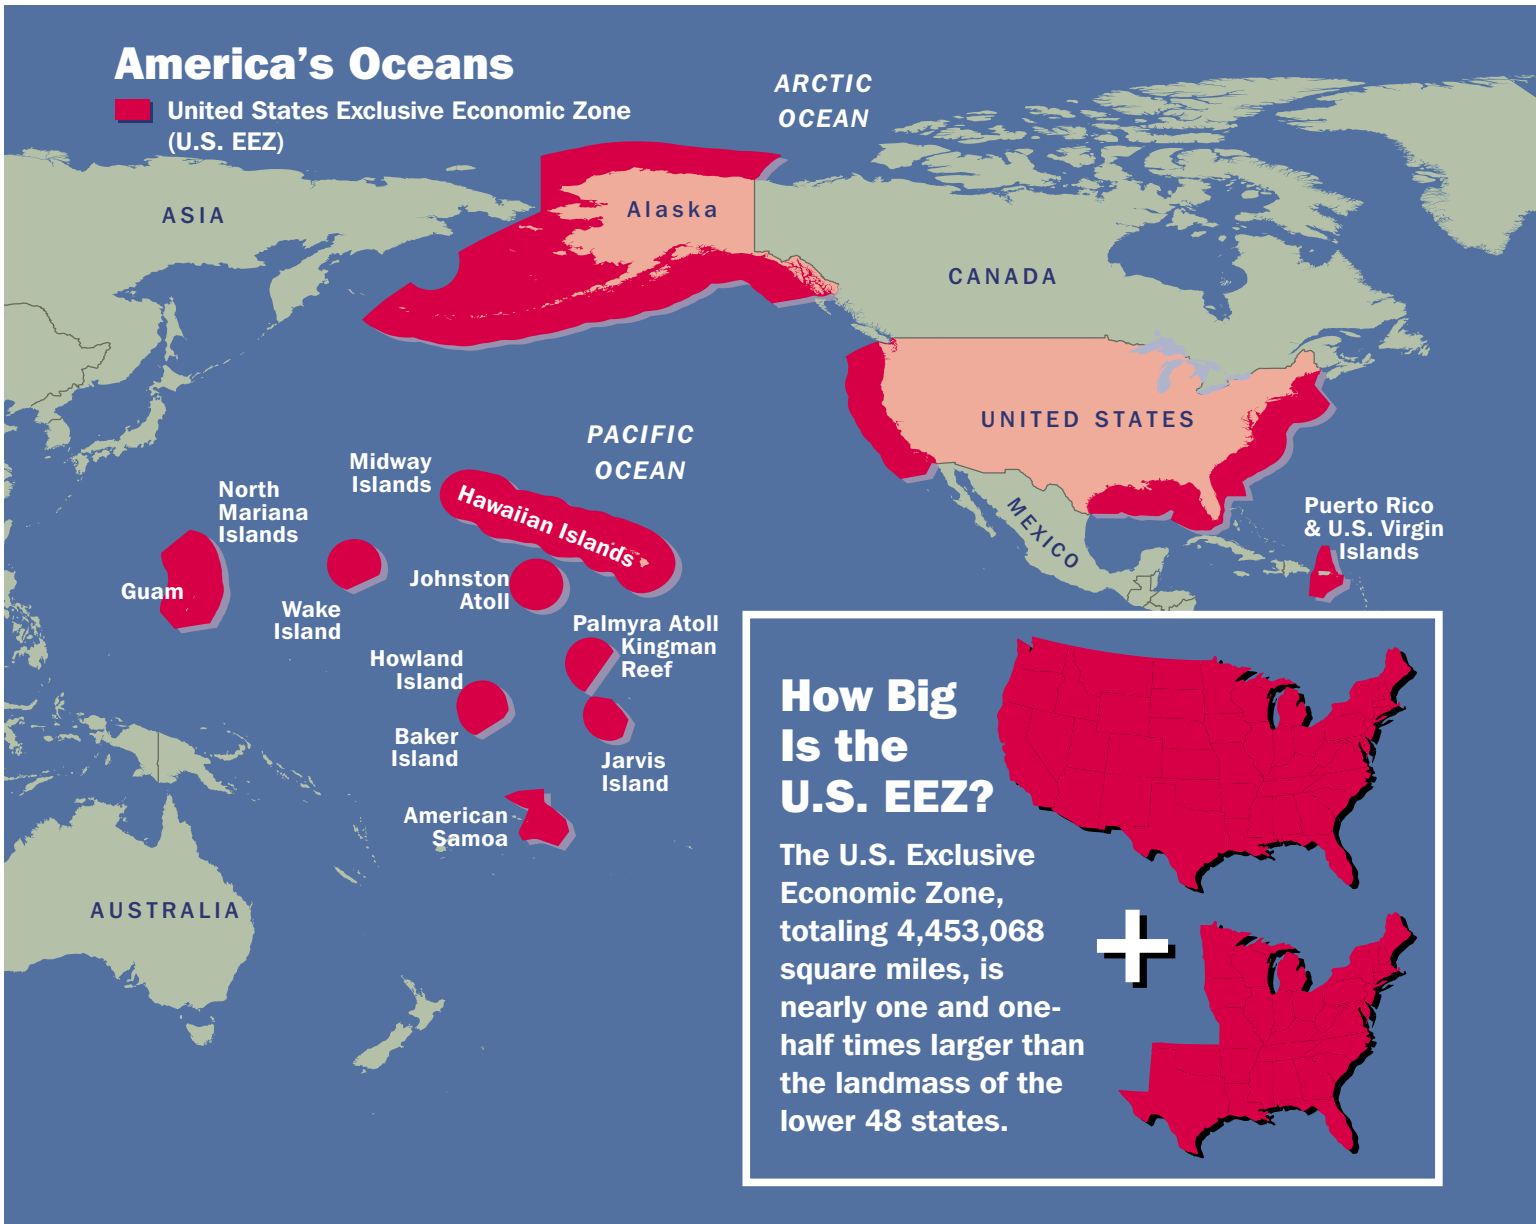 America's Oceans
United States Exclusive Economic Zone
(U.S. EEZ)
ARCTIC
OCEAN
ASIA
Alaska
CANADA
UNITED STATES
PACIFIC
OCEAN
MEXICO
Midway
Islands
Hawaiian Islands
North
Mariana
Islands
Guam
Wake
Island
Johnston
Atoll
Palmyra Atoll
Kingman
Reef
Howland
Island
Baker
Island
Jarvis
Island
American
Samoa
Puerto Rico
& U.S. Virgin
Islands
AUSTRALIA
How Big
Is the
U.S. EEZ?
The U.S. Exclusive
Economic Zone,
totaling 4,453,068
square miles, is
nearly one and one-
half times larger than
the landmass of the
lower 48 states.
+